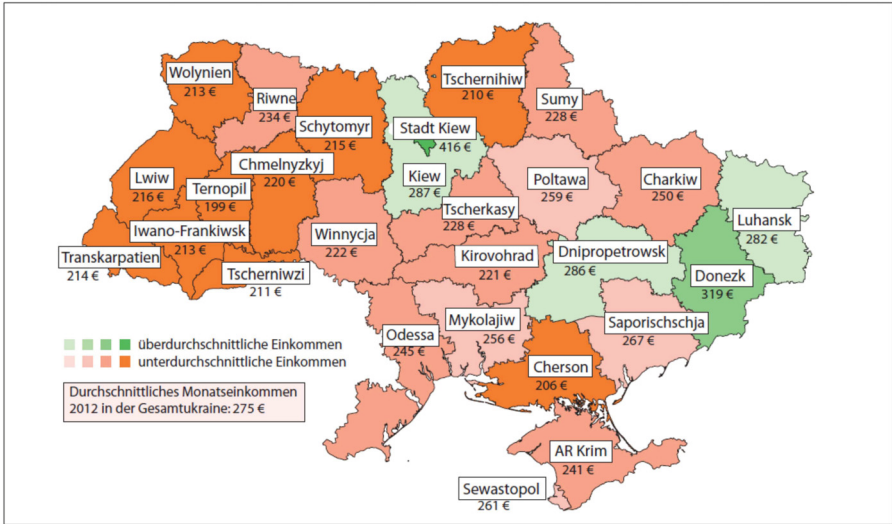 Wolynien
213 €
Riwne
234 €
Schytomyr
215 €
Tschernihiw
210 €
Sumy
228 €
Stadt Kiew
416 €
Kiew
287 €
Lwiw
216 €
Ternopil
199 €
Chmelnyzkyj
220 €
Iwano-Frankiwsk
213 €
Transkarpatien
214 €
Tscherniwzi
211 €
Winnycja
222 €
Tscherkasy
228 €
Poltawa
259 €
Charkiw
250 €
Luhansk
282 €
Kirovohrad
221 €
Dnipropetrowsk
286 €
Donezk
319 €
Odessa
245 €
Mykolajiw
256 €
Saporischschja
267 €
Cherson
206 €
AR Krim
241 €
Sewastopol
261 €
überdurchschnittliche Einkommen
unterdurchschnittliche Einkommen
Durchschnittliches Monatseinkommen
2012 in der Gesamtukraine: 275 €